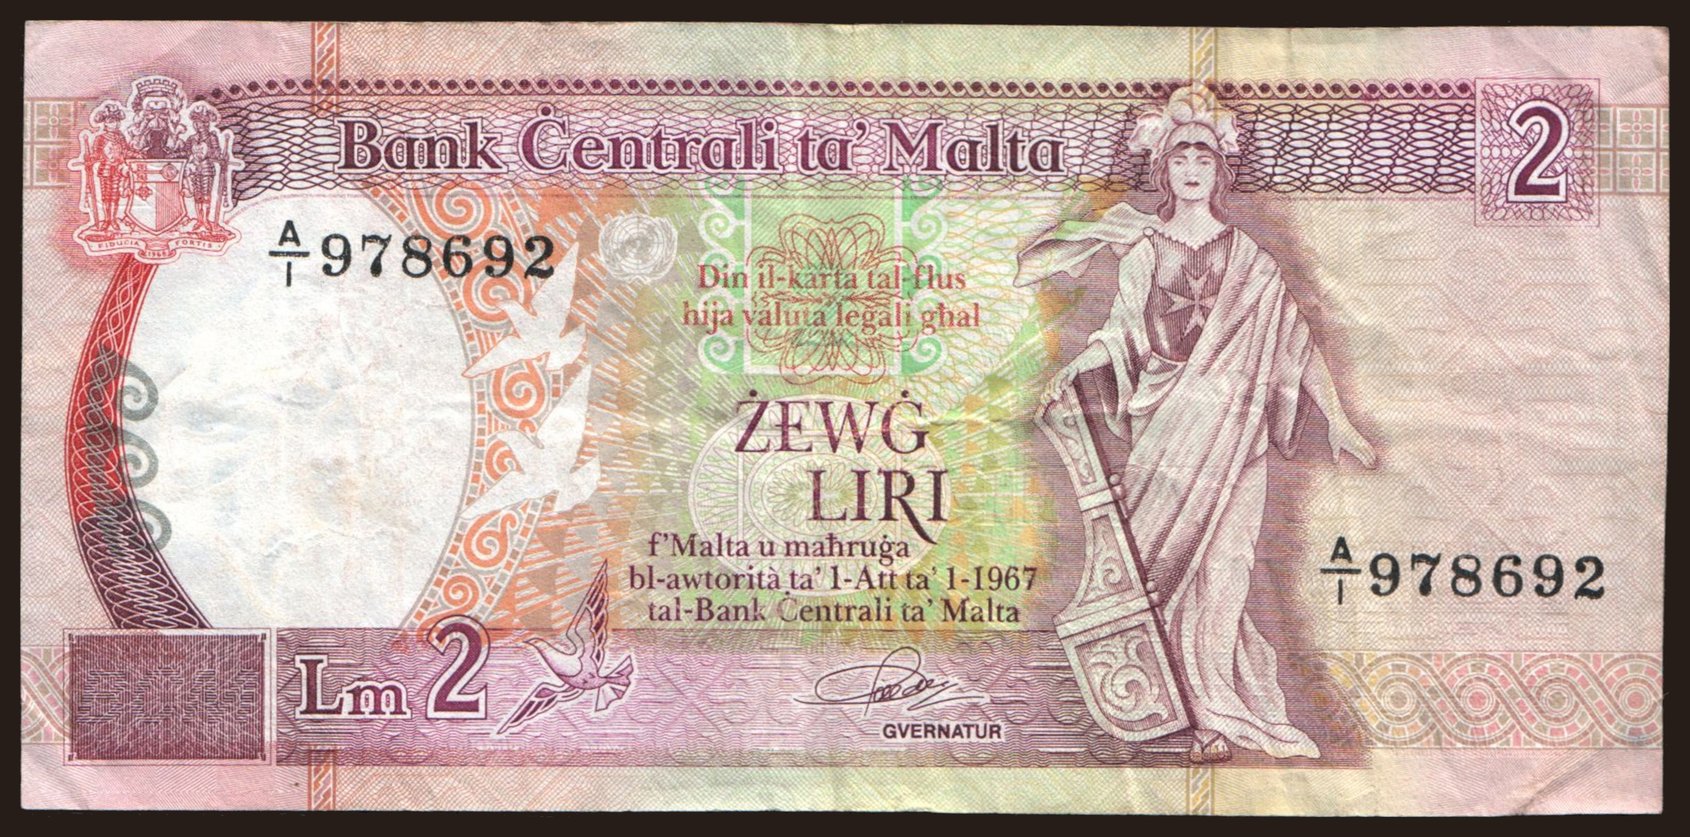 Bank Ċentrali ta' Malta
2
FIDUCIA FORTIS
A/1 978692
Din il-karta tal-flus
hija valuta legali għal
ŻEWĠ
LIRI
f'Malta u maħruġa
bl-awtorità ta' l-Att ta' l-1967
tal-Bank Ċentrali ta' Malta
A/1 978692
Lm 2
GVERNATUR